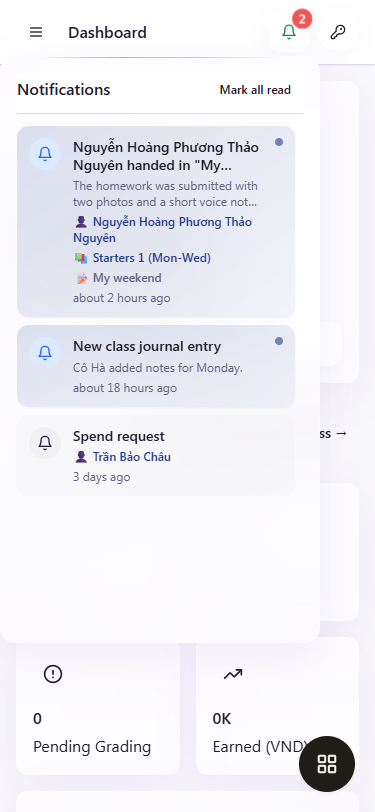 Dashboard
2
Notifications
Mark all read
Nguyễn Hoàng Phương Thảo
Nguyên handed in "My...
The homework was submitted with
two photos and a short voice not...
Nguyễn Hoàng Phương Thảo
Nguyên
Starters 1 (Mon-Wed)
My weekend
about 2 hours ago
New class journal entry
Cô Hà added notes for Monday.
about 18 hours ago
ss →
Spend request
Trần Bảo Châu
3 days ago
0
Pending Grading
0K
Earned (VND)